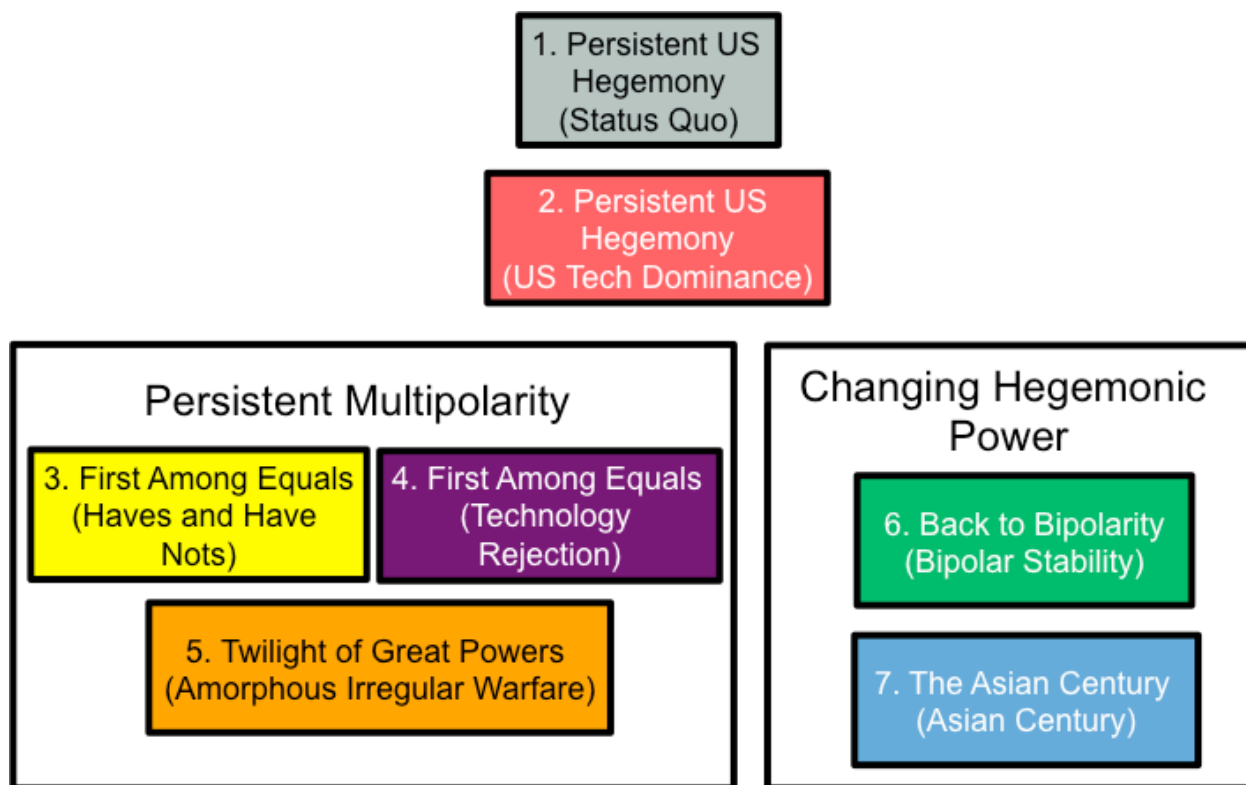 1. Persistent US
Hegemony
(Status Quo)
2. Persistent US
Hegemony
(US Tech Dominance)
Persistent Multipolarity
3. First Among Equals
(Haves and Have
Nots)
4. First Among Equals
(Technology
Rejection)
5. Twilight of Great Powers
(Amorphous Irregular Warfare)
Changing Hegemonic
Power
6. Back to Bipolarity
(Bipolar Stability)
7. The Asian Century
(Asian Century)